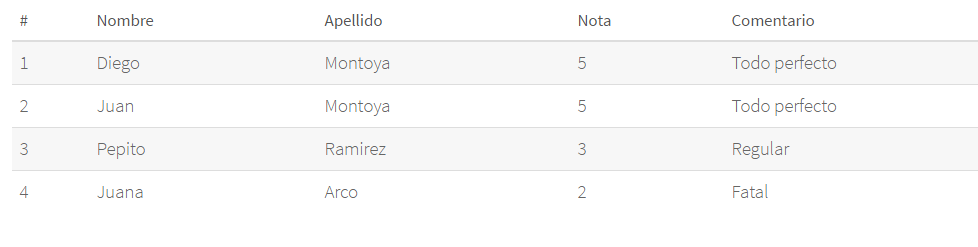 # Nombre Apellido Nota Comentario
1 Diego Montoya 5 Todo perfecto
2 Juan Montoya 5 Todo perfecto
3 Pepito Ramirez 3 Regular
4 Juana Arco 2 Fatal